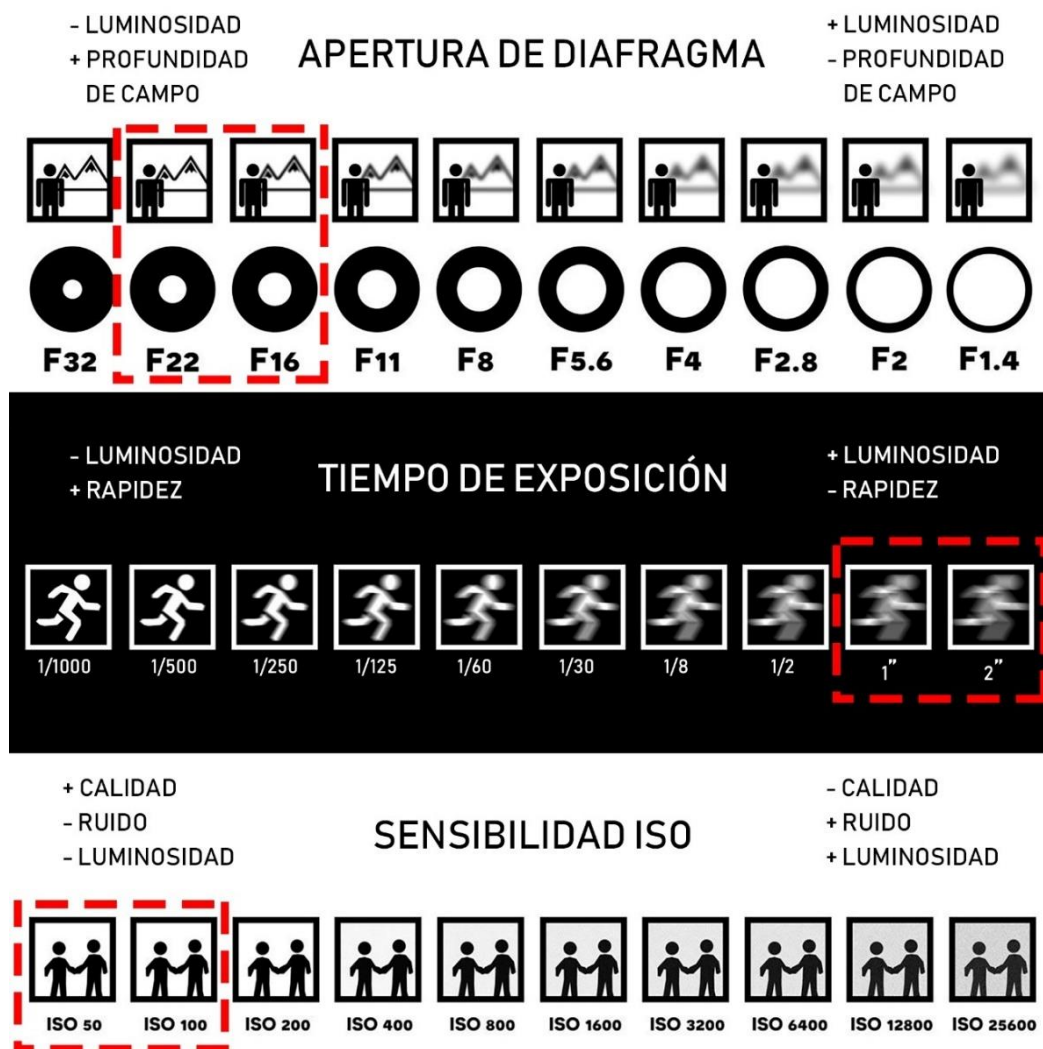 - LUMINOSIDAD
+ PROFUNDIDAD
DE CAMPO
APERTURA DE DIAFRAGMA
+ LUMINOSIDAD
- PROFUNDIDAD
DE CAMPO
F32 F22 F16 F11 F8 F5.6 F4 F2.8 F2 F1.4
- LUMINOSIDAD
+ RAPIDEZ
TIEMPO DE EXPOSICIÓN
+ LUMINOSIDAD
- RAPIDEZ
1/1000 1/500 1/250 1/125 1/60 1/30 1/8 1/2 1” 2”
+ CALIDAD
- RUIDO
- LUMINOSIDAD
SENSIBILIDAD ISO
- CALIDAD
+ RUIDO
+ LUMINOSIDAD
ISO 50 ISO 100 ISO 200 ISO 400 ISO 800 ISO 1600 ISO 3200 ISO 6400 ISO 12800 ISO 25600